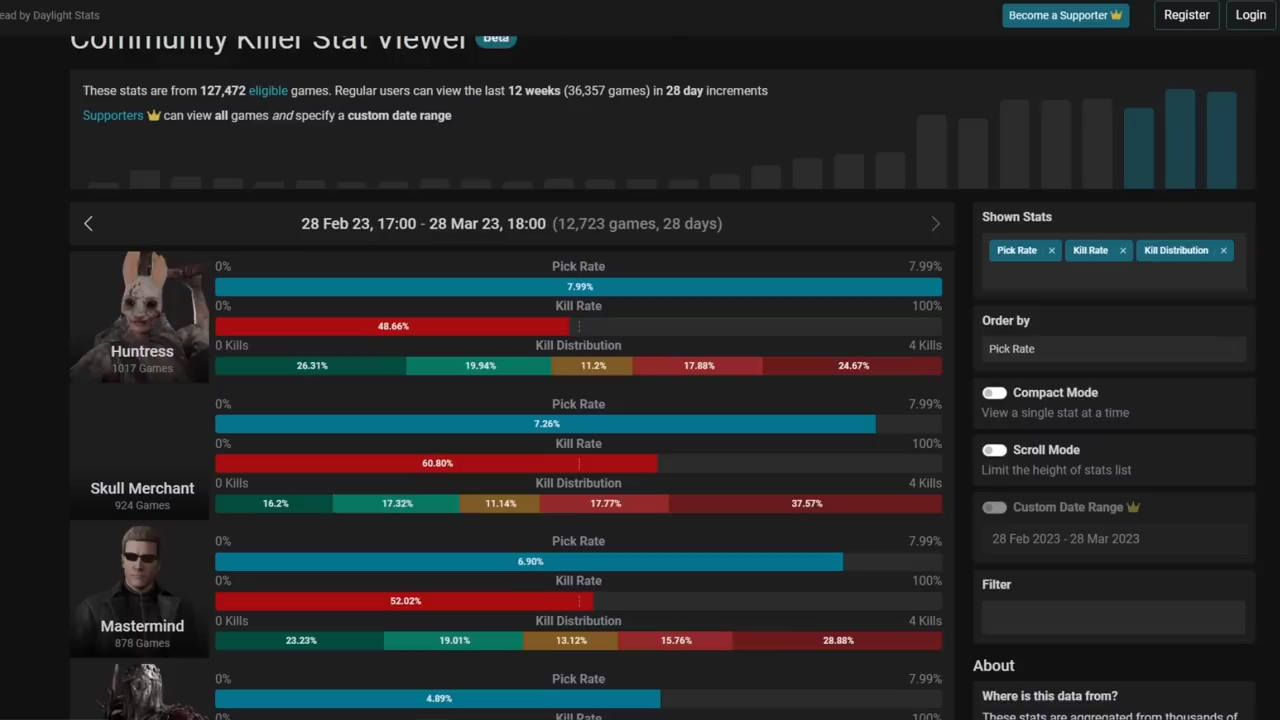 ead by Daylight Stats
Become a Supporter
Register
Login
Community Killer Stat Viewer
beta
These stats are from 127,472 eligible games. Regular users can view the last 12 weeks (36,357 games) in 28 day increments
Supporters can view all games and specify a custom date range
28 Feb 23, 17:00 - 28 Mar 23, 18:00 (12,723 games, 28 days)
Huntress
1017 Games
0% Pick Rate 7.99%
7.99%
0% Kill Rate 100%
48.66%
0 Kills Kill Distribution 4 Kills
26.31% 19.94% 11.2% 17.88% 24.67%
Skull Merchant
924 Games
0% Pick Rate 7.99%
7.26%
0% Kill Rate 100%
60.80%
0 Kills Kill Distribution 4 Kills
16.2% 17.32% 11.14% 17.77% 37.57%
Mastermind
878 Games
0% Pick Rate 7.99%
6.90%
0% Kill Rate 100%
52.02%
0 Kills Kill Distribution 4 Kills
23.23% 19.01% 13.12% 15.76% 28.88%
0% Pick Rate 7.99%
4.89%
0% Kill Rate 100%
Shown Stats
Pick Rate × Kill Rate × Kill Distribution ×
Order by
Pick Rate
Compact Mode
View a single stat at a time
Scroll Mode
Limit the height of stats list
Custom Date Range
28 Feb 2023 - 28 Mar 2023
Filter
About
Where is this data from?
These stats are aggregated from thousands of